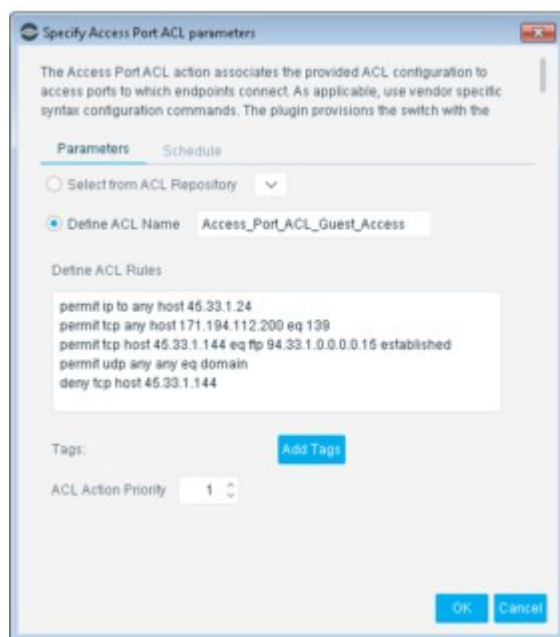 Specify Access Port ACL parameters
The Access Port ACL action associates the provided ACL configuration to
access ports to which endpoints connect. As applicable, use vendor specific
syntax configuration commands. The plugin provisions the switch with the
Parameters Schedule
Select from ACL Repository
Define ACL Name Access_Port_ACL_Guest_Access
Define ACL Rules
permit ip to any host 45.33.1.24
permit tcp any host 171.194.112.200 eq 139
permit tcp host 45.33.1.144 eq ftp 94.33.1.0.0.0.0.15 established
permit udp any any eq domain
deny tcp host 45.33.1.144
Tags: Add Tags
ACL Action Priority 1
OK Cancel